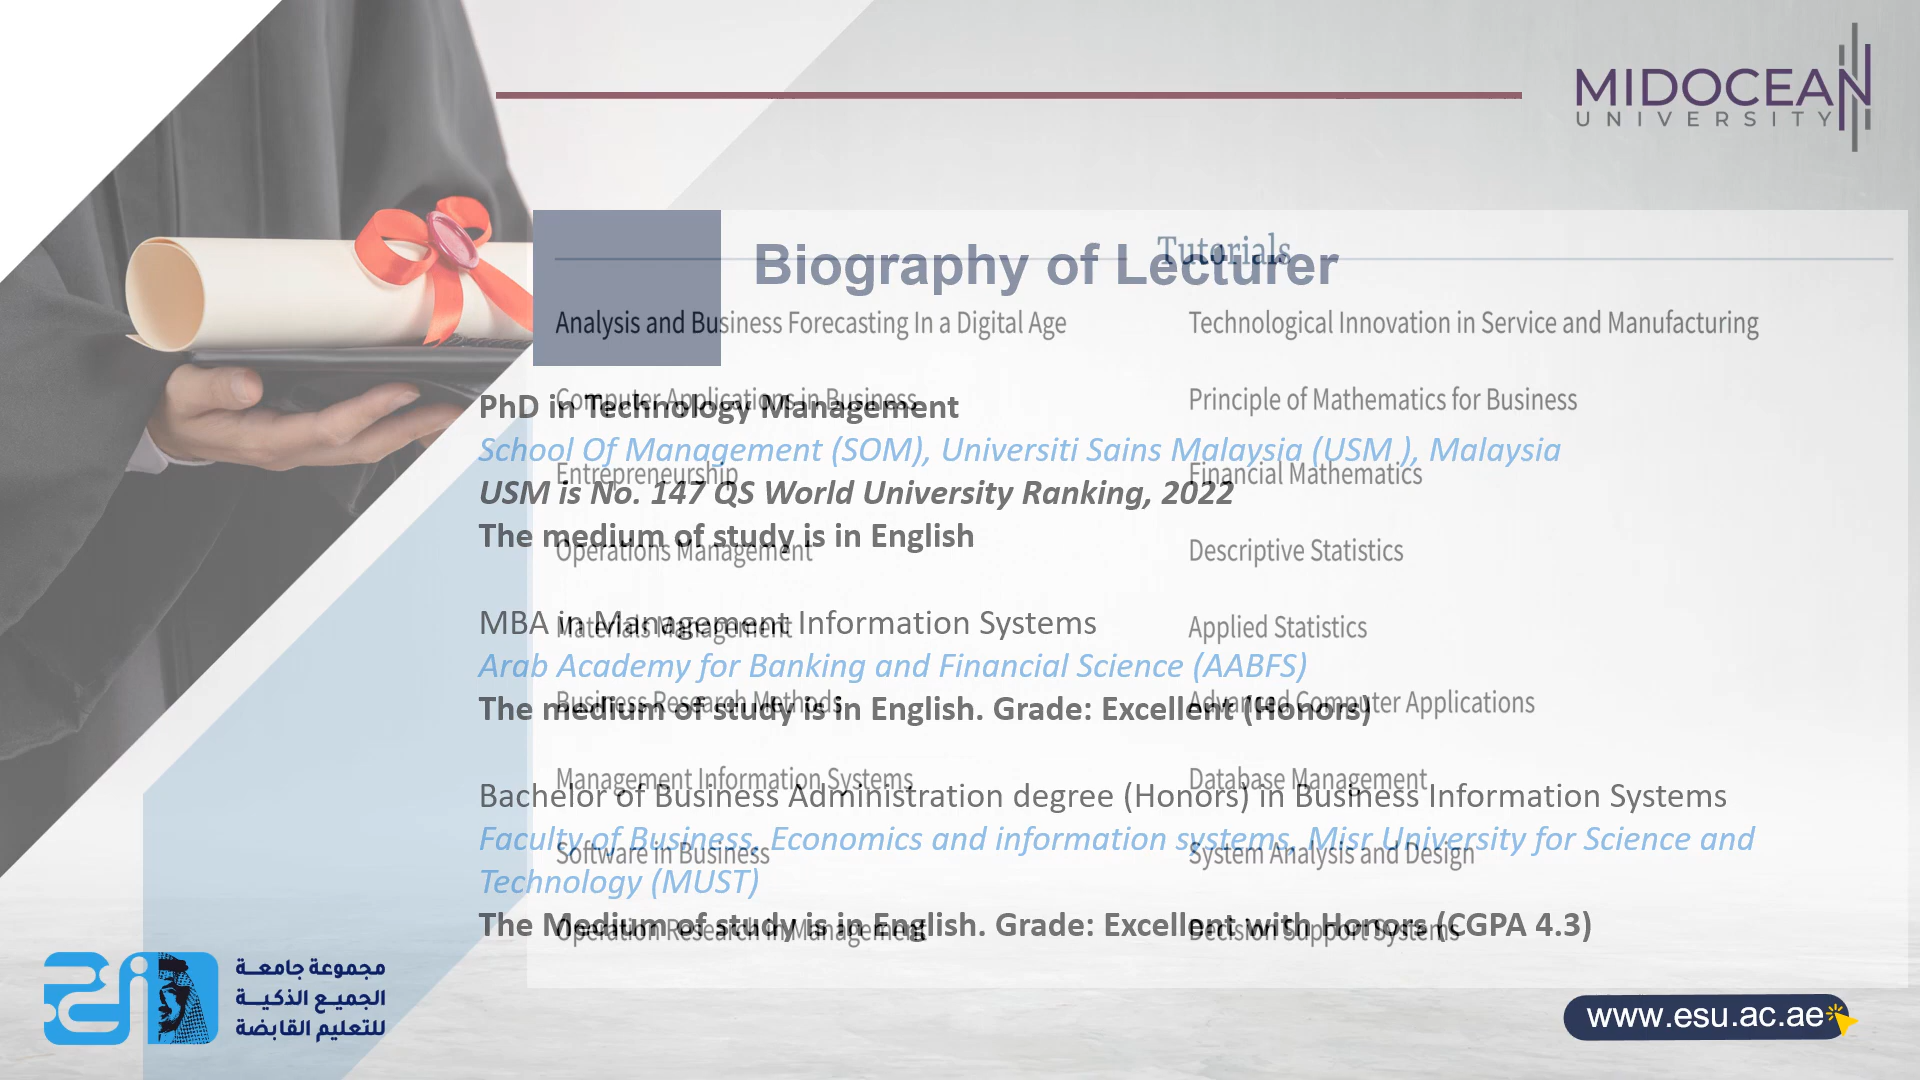 MIDOCEAN
UNIVERSITY
Biography of Lecturer
PhD in Technology Management
School Of Management (SOM), Universiti Sains Malaysia (USM ), Malaysia
USM is No. 147 QS World University Ranking, 2022
The medium of study is in English
MBA in Management Information Systems
Arab Academy for Banking and Financial Science (AABFS)
The medium of study is in English. Grade: Excellent (Honors)
Bachelor of Business Administration degree (Honors) in Business Information Systems
Faculty of Business, Economics and information systems, Misr University for Science and
Technology (MUST)
The Medium of study is in English. Grade: Excellent with Honors (CGPA 4.3)
Tutorials
Analysis and Business Forecasting In a Digital Age
Technological Innovation in Service and Manufacturing
Computer Applications in Business
Principle of Mathematics for Business
Entrepreneurship
Financial Mathematics
Operations Management
Descriptive Statistics
Materials Management
Applied Statistics
Business Research Methods
Advanced Computer Applications
Management Information Systems
Database Management
Software in Business
System Analysis and Design
Operation Research in Management
Decision Support Systems
مجموعة جامعة
الجميع الذكية
للتعليم القابضة
www.esu.ac.ae